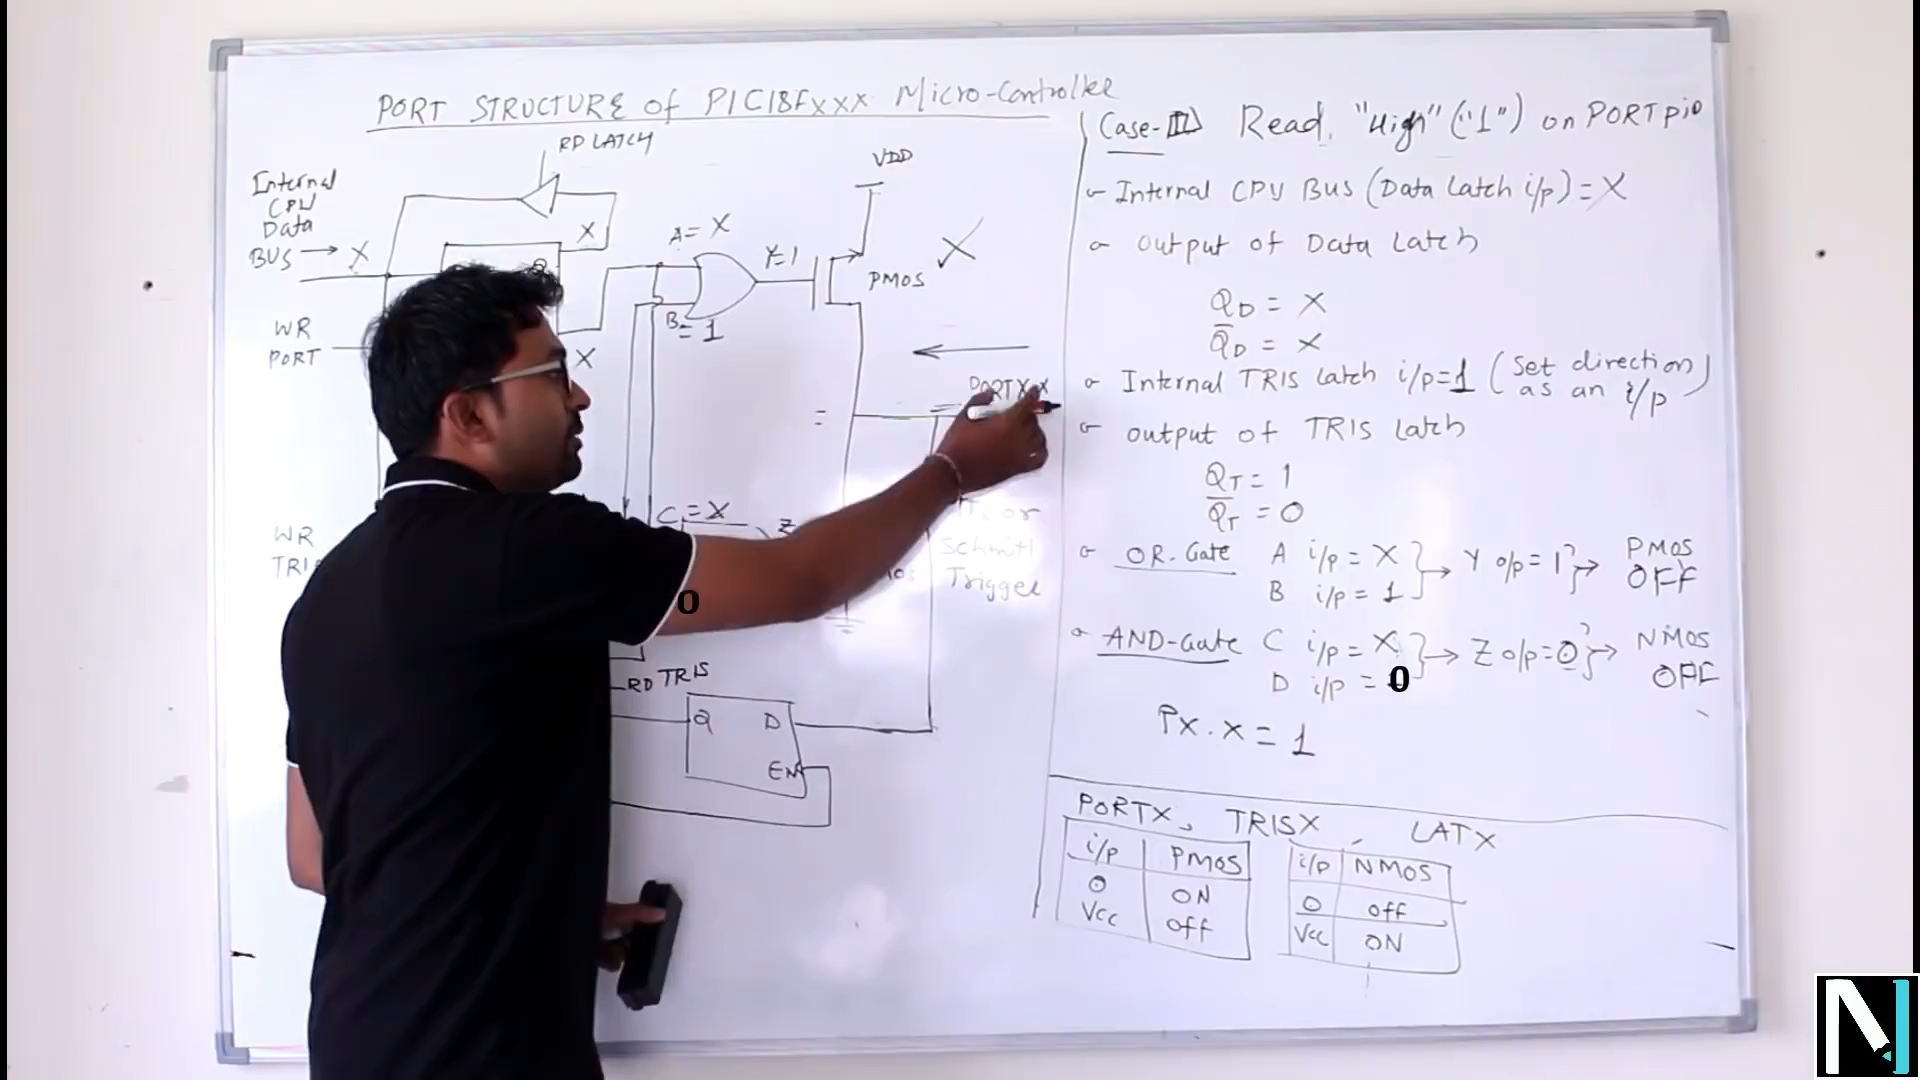 PORT STRUCTURE of PIC18Fxxx Micro-Controller
RD LATCH
VDD
Internal
CPU
Data
BUS → X
X
A= X
Y=1
PMOS
WR
PORT
B
= 1
X
PORTX.X
=
C = X
Z
WR
TRI
or
Schmitt
Trigger
0
RD TRIS
Q D
EN
Case-III) Read "High" ("1") on PORT pin
Internal CPU BUS (Data Latch i/p) = X
output of Data Latch
QD = X
Q̅D = X
Internal TRIS Latch i/p=1 (Set direction
as an i/p)
output of TRIS Latch
QT = 1
Q̅T = 0
OR-Gate A i/p = X } → Y o/p = 1 } → PMOS
B i/p = 1 OFF
AND-Gate C i/p = X } → Z o/p = 0 } → NMOS
D i/p = 0 OFF
PX.X = 1
PORTX, TRISX, LATX
i/p PMOS
0 ON
Vcc off
i/p NMOS
0 off
Vcc ON
N